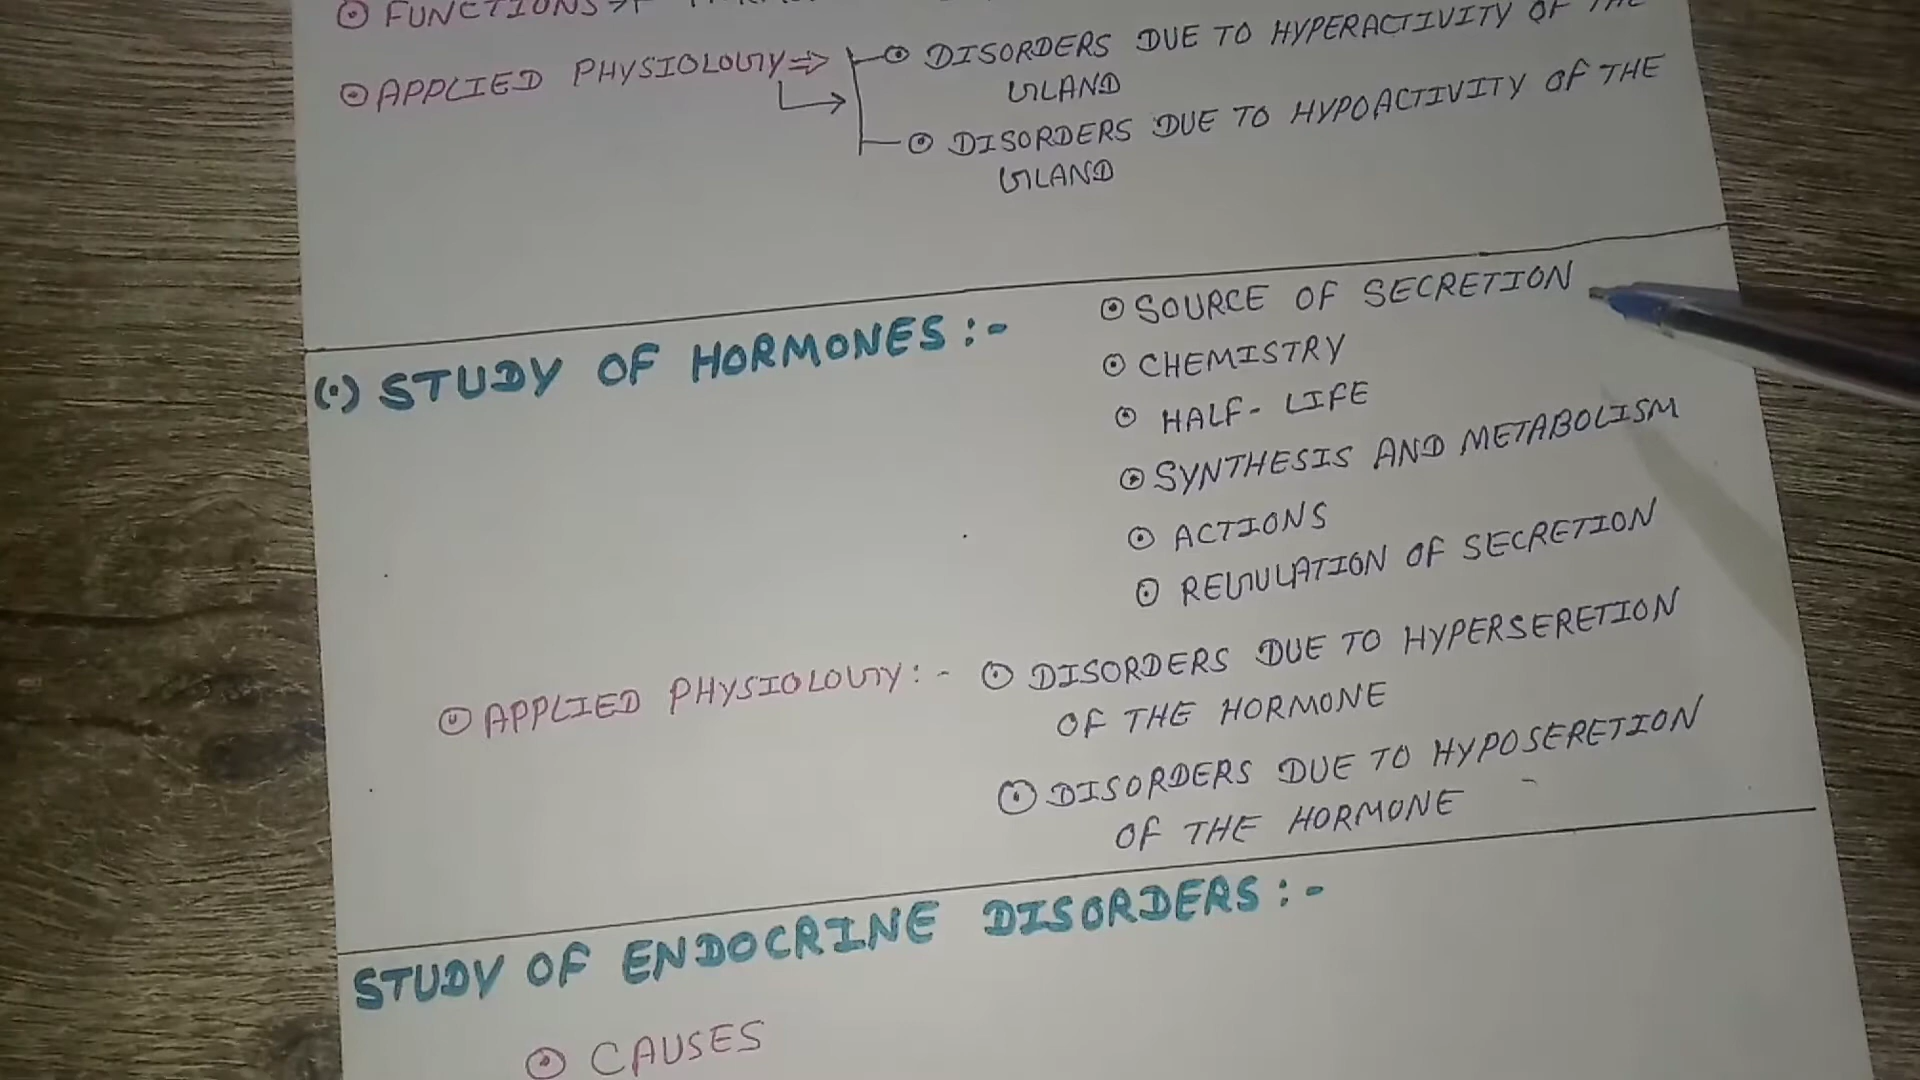 ⊙ FUNCTIONS →
⊙ APPLIED PHYSIOLOGY ⇒ ⊙ DISORDERS DUE TO HYPERACTIVITY OF THE
GLAND
⊙ DISORDERS DUE TO HYPOACTIVITY OF THE
GLAND
(•) STUDY OF HORMONES :-
⊙ SOURCE OF SECRETION
⊙ CHEMISTRY
⊙ HALF-LIFE
⊙ SYNTHESIS AND METABOLISM
⊙ ACTIONS
⊙ REGULATION OF SECRETION
⊙ APPLIED PHYSIOLOGY :- ⊙ DISORDERS DUE TO HYPERSERETION
OF THE HORMONE
⊙ DISORDERS DUE TO HYPOSERETION
OF THE HORMONE
STUDY OF ENDOCRINE DISORDERS :-
⊙ CAUSES